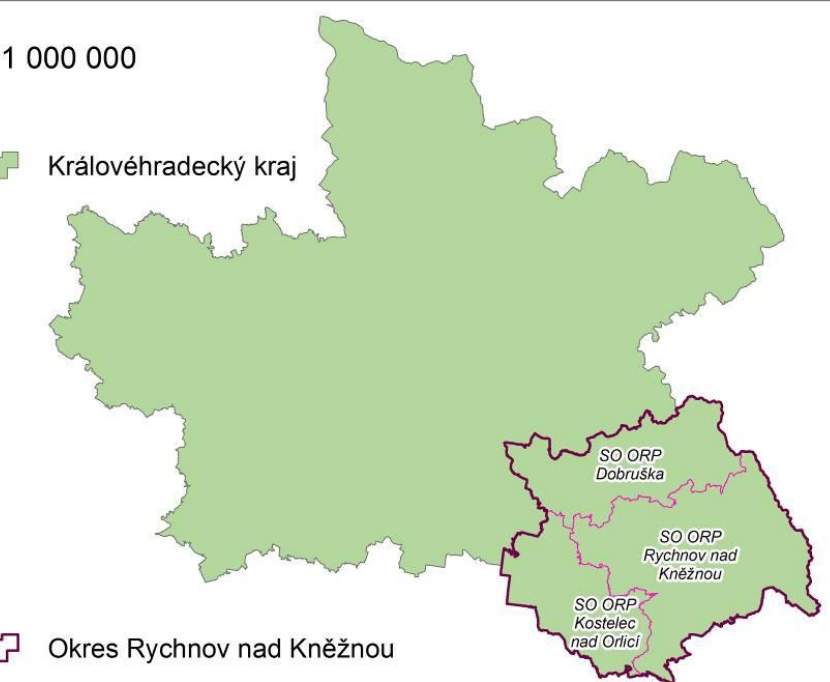 1 000 000
Královéhradecký kraj
SO ORP
Dobruška
SO ORP
Rychnov nad
Kněžnou
SO ORP
Kostelec
nad Orlicí
Okres Rychnov nad Kněžnou